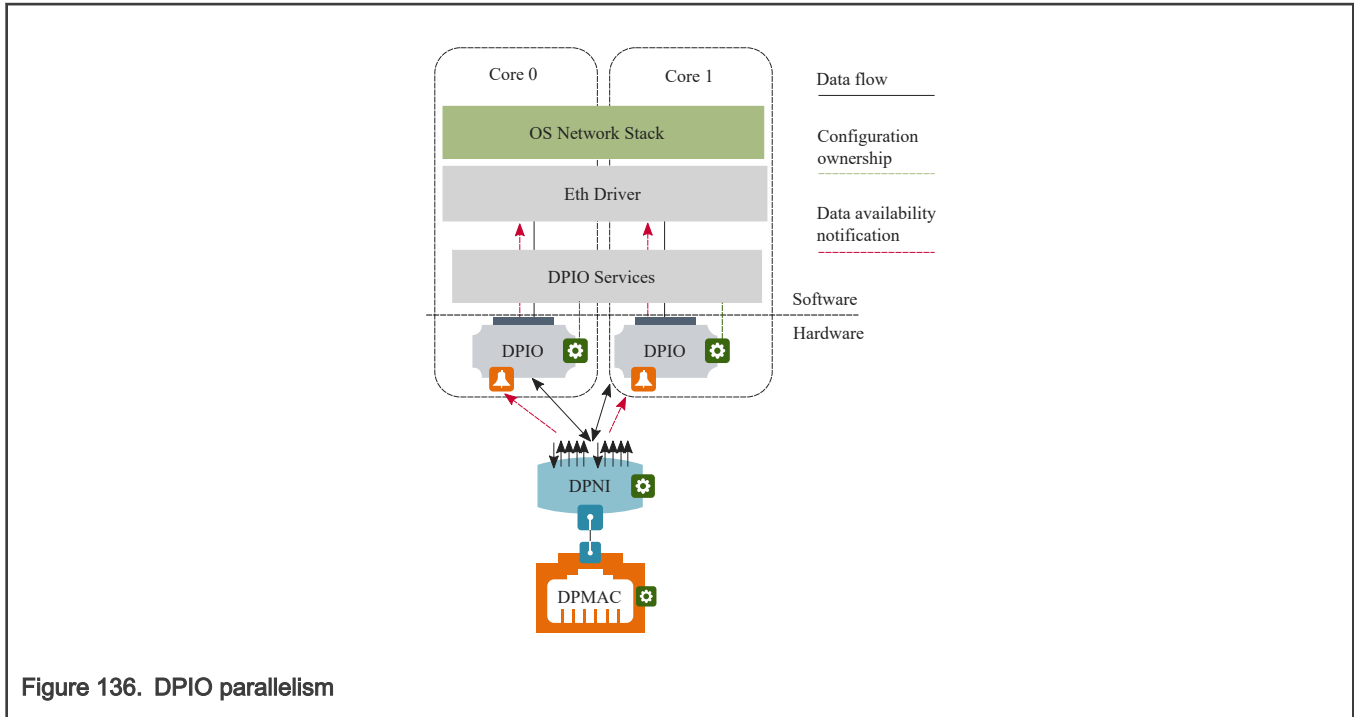 Core 0
Core 1
OS Network Stack
Eth Driver
DPIO Services
DPIO
DPIO
DPNI
DPMAC
Data flow
Configuration
ownership
Data availability
notification
Software
Hardware
Figure 136. DPIO parallelism